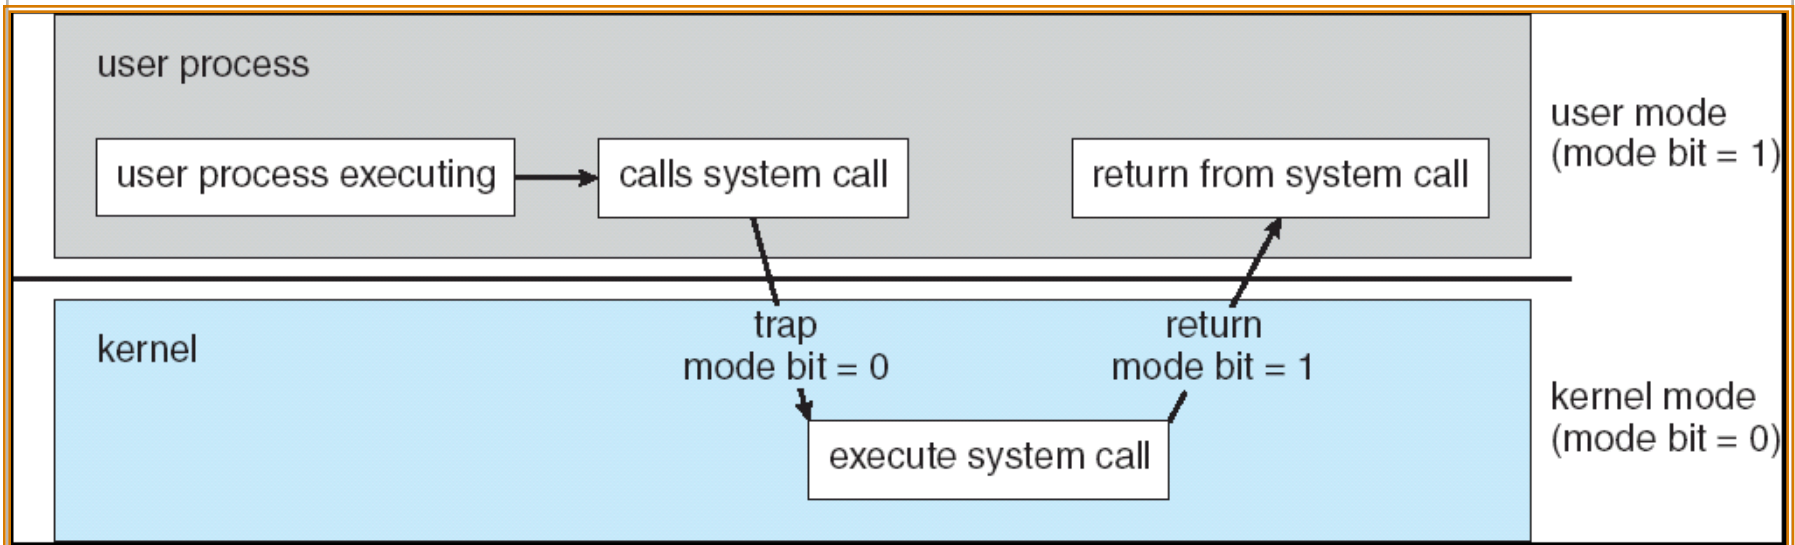 user process
user process executing
calls system call
return from system call
user mode
(mode bit = 1)
kernel
trap
mode bit = 0
return
mode bit = 1
execute system call
kernel mode
(mode bit = 0)